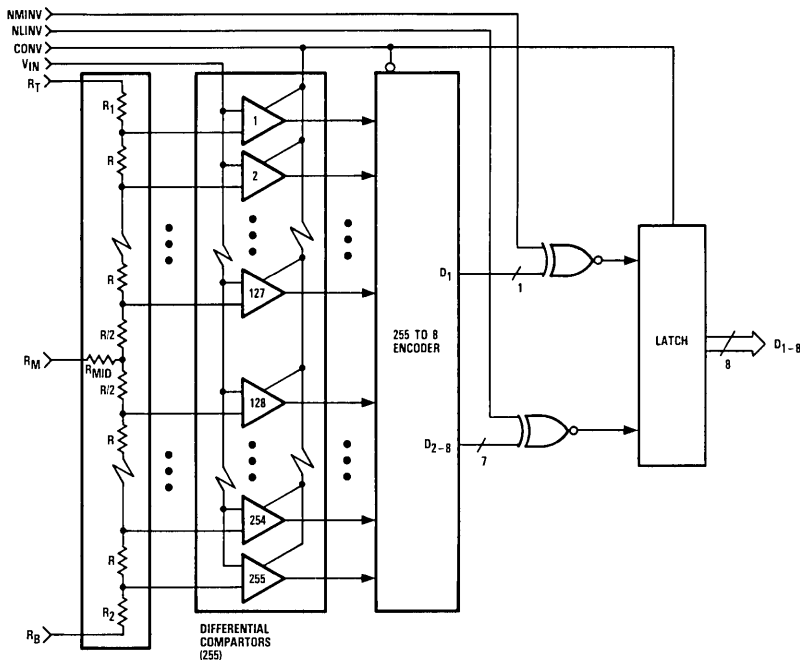 NMINV
NLINV
CONV
VIN
RT
R1
1
R
2
R
127
D1
1
R/2
255 TO 8
ENCODER
LATCH
D1-8
8
RM
RMID
R/2
128
R
D2-8
7
254
R
255
R2
RB
DIFFERENTIAL
COMPARTORS
(255)